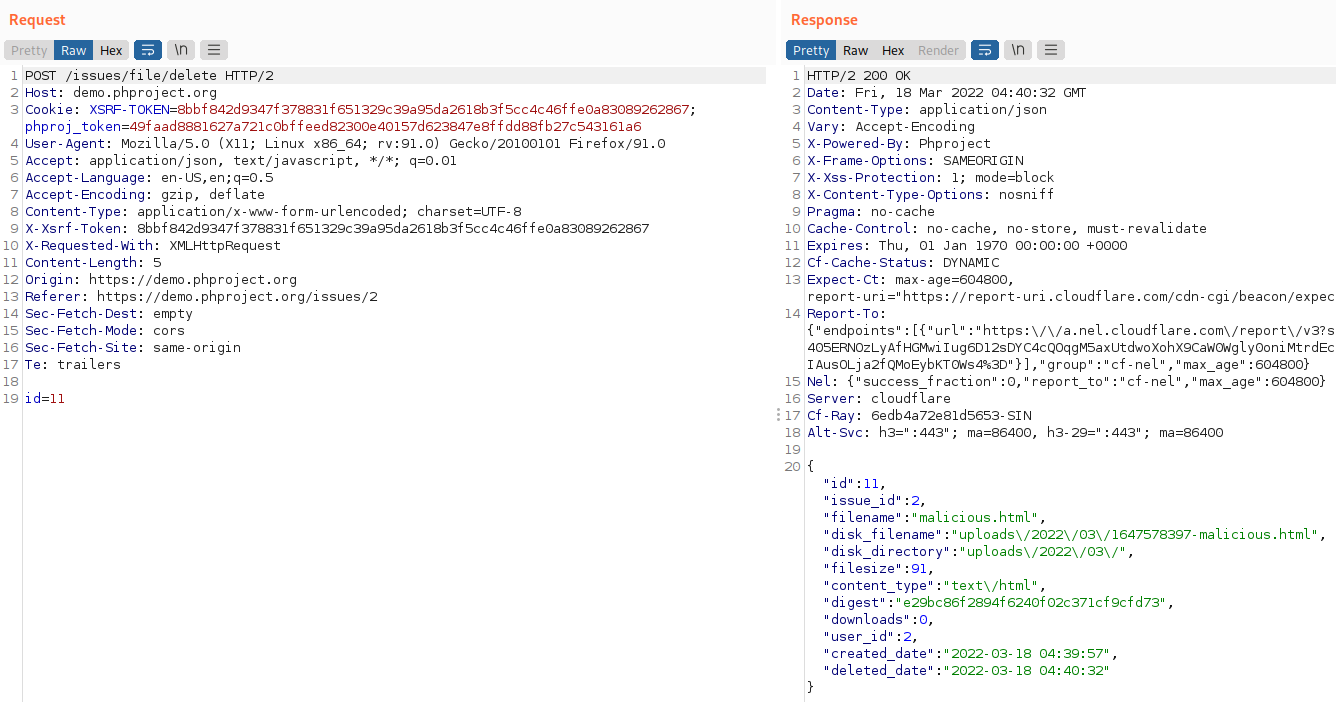 Request
Pretty Raw Hex \n
1 POST /issues/file/delete HTTP/2
2 Host: demo.phproject.org
3 Cookie: XSRF-TOKEN=8bbf842d9347f378831f651329c39a95da2618b3f5cc4c46ffe0a83089262867;
phproj_token=49faad8881627a721c0bffeed82300e40157d623847e8ffdd88fb27c543161a6
4 User-Agent: Mozilla/5.0 (X11; Linux x86_64; rv:91.0) Gecko/20100101 Firefox/91.0
5 Accept: application/json, text/javascript, */*; q=0.01
6 Accept-Language: en-US,en;q=0.5
7 Accept-Encoding: gzip, deflate
8 Content-Type: application/x-www-form-urlencoded; charset=UTF-8
9 X-Xsrf-Token: 8bbf842d9347f378831f651329c39a95da2618b3f5cc4c46ffe0a83089262867
10 X-Requested-With: XMLHttpRequest
11 Content-Length: 5
12 Origin: https://demo.phproject.org
13 Referer: https://demo.phproject.org/issues/2
14 Sec-Fetch-Dest: empty
15 Sec-Fetch-Mode: cors
16 Sec-Fetch-Site: same-origin
17 Te: trailers
18
19 id=11
Response
Pretty Raw Hex Render \n
1 HTTP/2 200 OK
2 Date: Fri, 18 Mar 2022 04:40:32 GMT
3 Content-Type: application/json
4 Vary: Accept-Encoding
5 X-Powered-By: Phproject
6 X-Frame-Options: SAMEORIGIN
7 X-Xss-Protection: 1; mode=block
8 X-Content-Type-Options: nosniff
9 Pragma: no-cache
10 Cache-Control: no-cache, no-store, must-revalidate
11 Expires: Thu, 01 Jan 1970 00:00:00 +0000
12 Cf-Cache-Status: DYNAMIC
13 Expect-Ct: max-age=604800,
report-uri="https://report-uri.cloudflare.com/cdn-cgi/beacon/expec
14 Report-To:
{"endpoints":[{"url":"https:\/\/a.nel.cloudflare.com\/report\/v3?s
405ERNOzLyAfHGMwiIug6D12sDYC4cQOqgM5axUtdwoXohX9CaW0Wgly0oniMtrdEc
IAusOLja2fQMoEybKTOWs4%3D"}],"group":"cf-nel","max_age":604800}
15 Nel: {"success_fraction":0,"report_to":"cf-nel","max_age":604800}
16 Server: cloudflare
17 Cf-Ray: 6edb4a72e81d5653-SIN
18 Alt-Svc: h3=":443"; ma=86400, h3-29=":443"; ma=86400
19
20 {
"id":11,
"issue_id":2,
"filename":"malicious.html",
"disk_filename":"uploads\/2022\/03\/1647578397-malicious.html",
"disk_directory":"uploads\/2022\/03\/",
"filesize":91,
"content_type":"text\/html",
"digest":"e29bc86f2894f6240f02c371cf9cfd73",
"downloads":0,
"user_id":2,
"created_date":"2022-03-18 04:39:57",
"deleted_date":"2022-03-18 04:40:32"
}